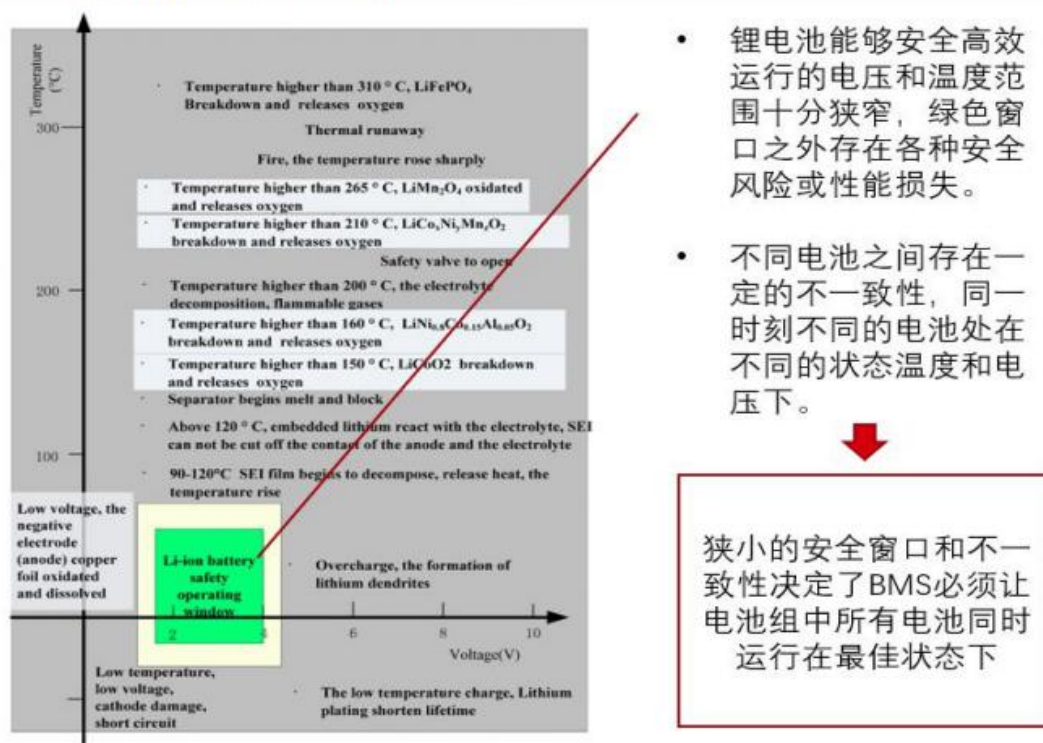 Temperature
(°C)
300
200
100
· Temperature higher than 310 ° C, LiFePO₄
Breakdown and releases oxygen
Thermal runaway
Fire, the temperature rose sharply
· Temperature higher than 265 ° C, LiMn₂O₄ oxidated
and releases oxygen
· Temperature higher than 210 ° C, LiCoₓNiᵧMn𝓏O₂
breakdown and releases oxygen
Safety valve to open
· Temperature higher than 200 ° C, the electrolyte
decomposition, flammable gases
· Temperature higher than 160 ° C, LiNi₀.₈Co₀.₁₅Al₀.₀₅O₂
breakdown and releases oxygen
· Temperature higher than 150 ° C, LiCoO2 breakdown
and releases oxygen
· Separator begins melt and block
· Above 120 ° C, embedded lithium react with the electrolyte, SEI
can not be cut off the contact of the anode and the electrolyte
· 90-120°C SEI film begins to decompose, release heat, the
temperature rise
Low voltage, the
negative
electrode
(anode) copper
foil oxidated
and dissolved
Li-ion battery
safety
operating
window
· Overcharge, the formation of
lithium dendrites
2 4 6 8 10
Voltage(V)
Low temperature,
low voltage,
cathode damage,
short circuit
· The low temperature charge, Lithium
plating shorten lifetime
• 锂电池能够安全高效
运行的电压和温度范
围十分狭窄，绿色窗
口之外存在各种安全
风险或性能损失。
• 不同电池之间存在一
定的不一致性，同一
时刻不同的电池处在
不同的状态温度和电
压下。
狭小的安全窗口和不一
致性决定了BMS必须让
电池组中所有电池同时
运行在最佳状态下